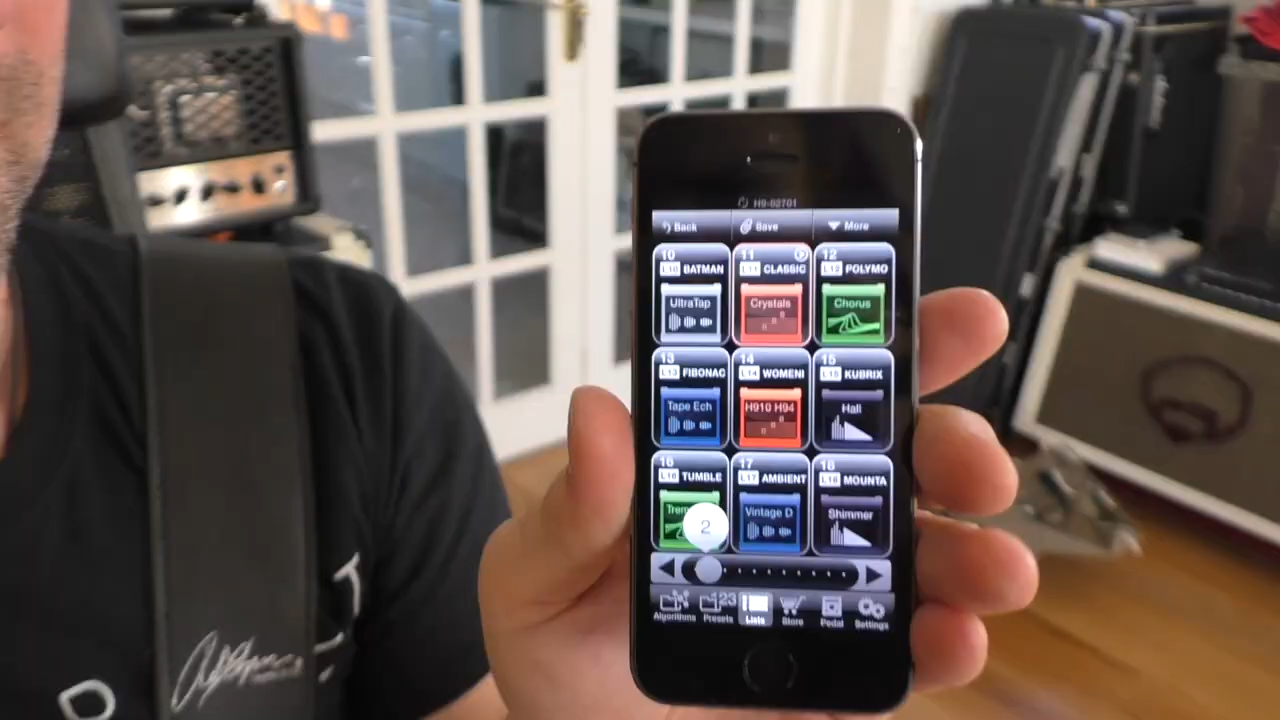 H9-02701
Back Save More
10 11 12
L10 BATMAN L11 CLASSIC L12 POLYMO
UltraTap Crystals Chorus
13 14 15
L13 FIBONAC L14 WOMENI L15 KUBRIX
Tape Ech H910 H94 Hall
16 17 18
L16 TUMBLE L17 AMBIENT L18 MOUNTA
Trem Vintage D Shimmer
2
Algorithms Presets Lists Store Pedal Settings
123